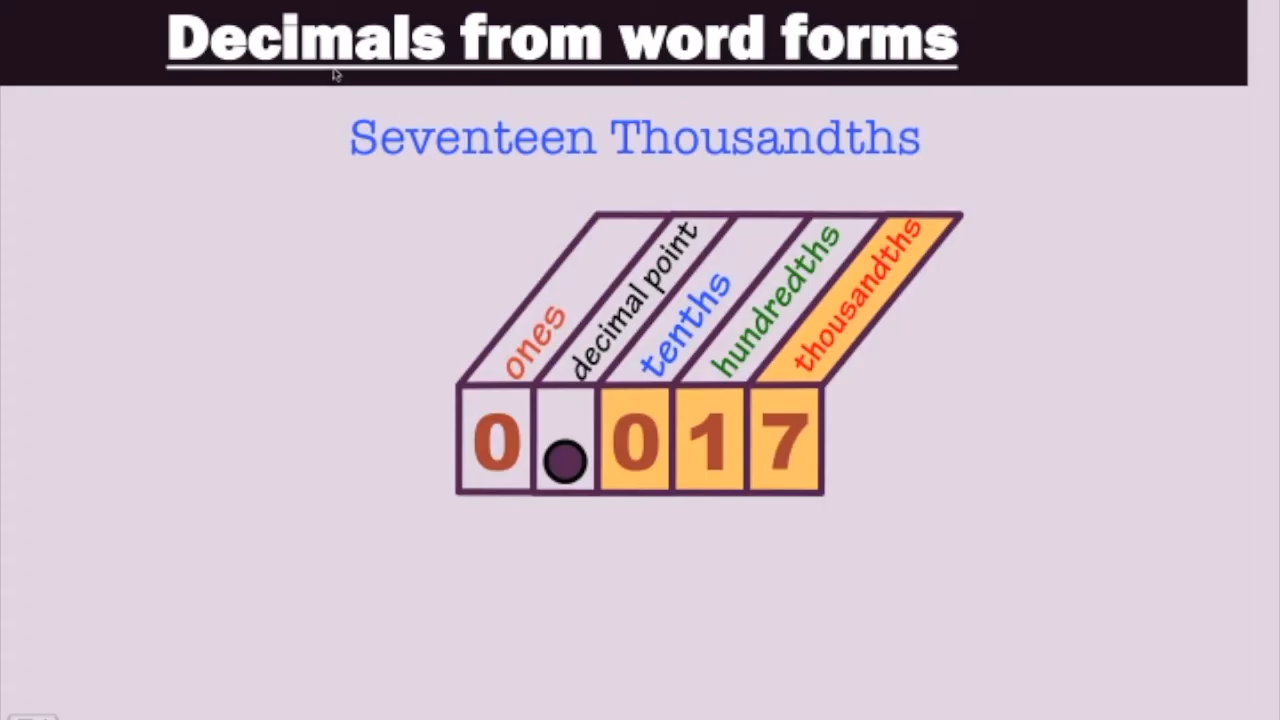 Decimals from word forms
Seventeen Thousandths
ones decimal point tenths hundredths thousandths
0 . 0 1 7